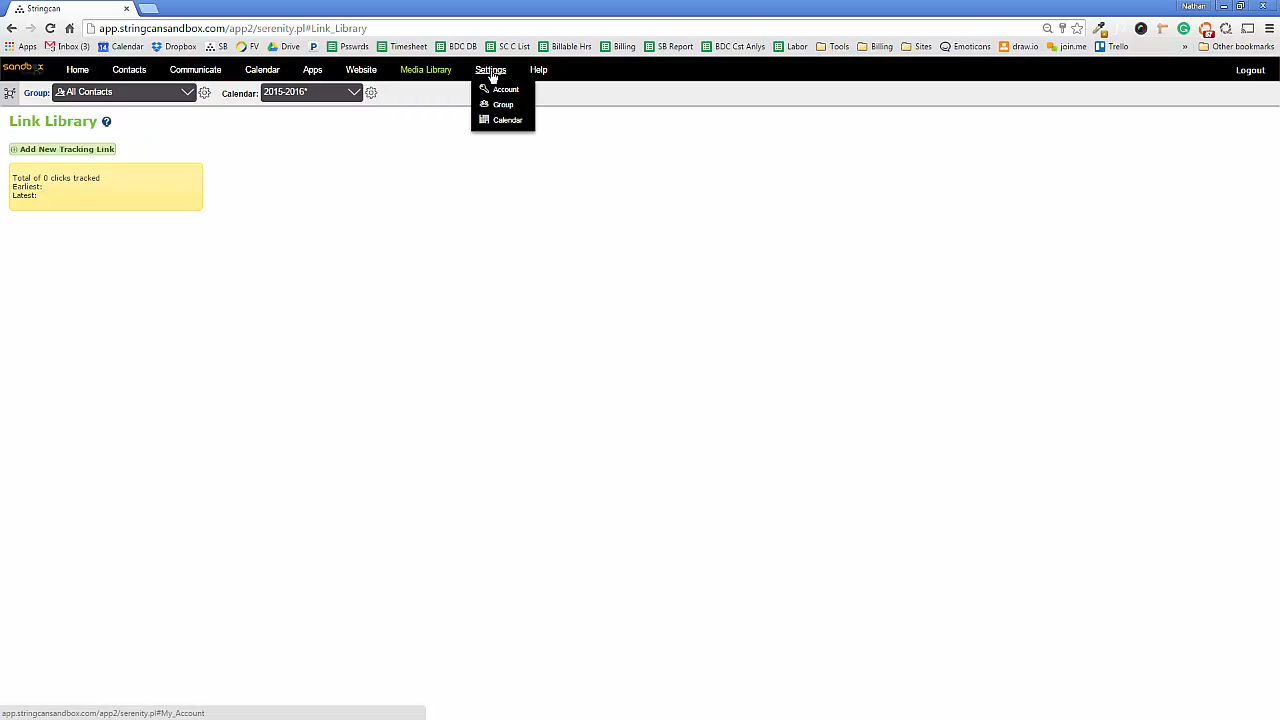 Stringcan
Nathan
app.stringcansandbox.com/app2/serenity.pl#Link_Library
Apps Inbox (3) Calendar Dropbox SB FV Drive Psswrds Timesheet BDC DB SC C List Billable Hrs Billing SB Report BDC Cst Anlys Labor Tools Billing Sites Emoticons draw.io join.me Trello » Other bookmarks
sandbox Home Contacts Communicate Calendar Apps Website Media Library Settings Help Logout
Group: All Contacts Calendar: 2015-2016*
Account
Group
Calendar
Link Library ?
Add New Tracking Link
Total of 0 clicks tracked
Earliest:
Latest:
app.stringcansandbox.com/app2/serenity.pl#My_Account